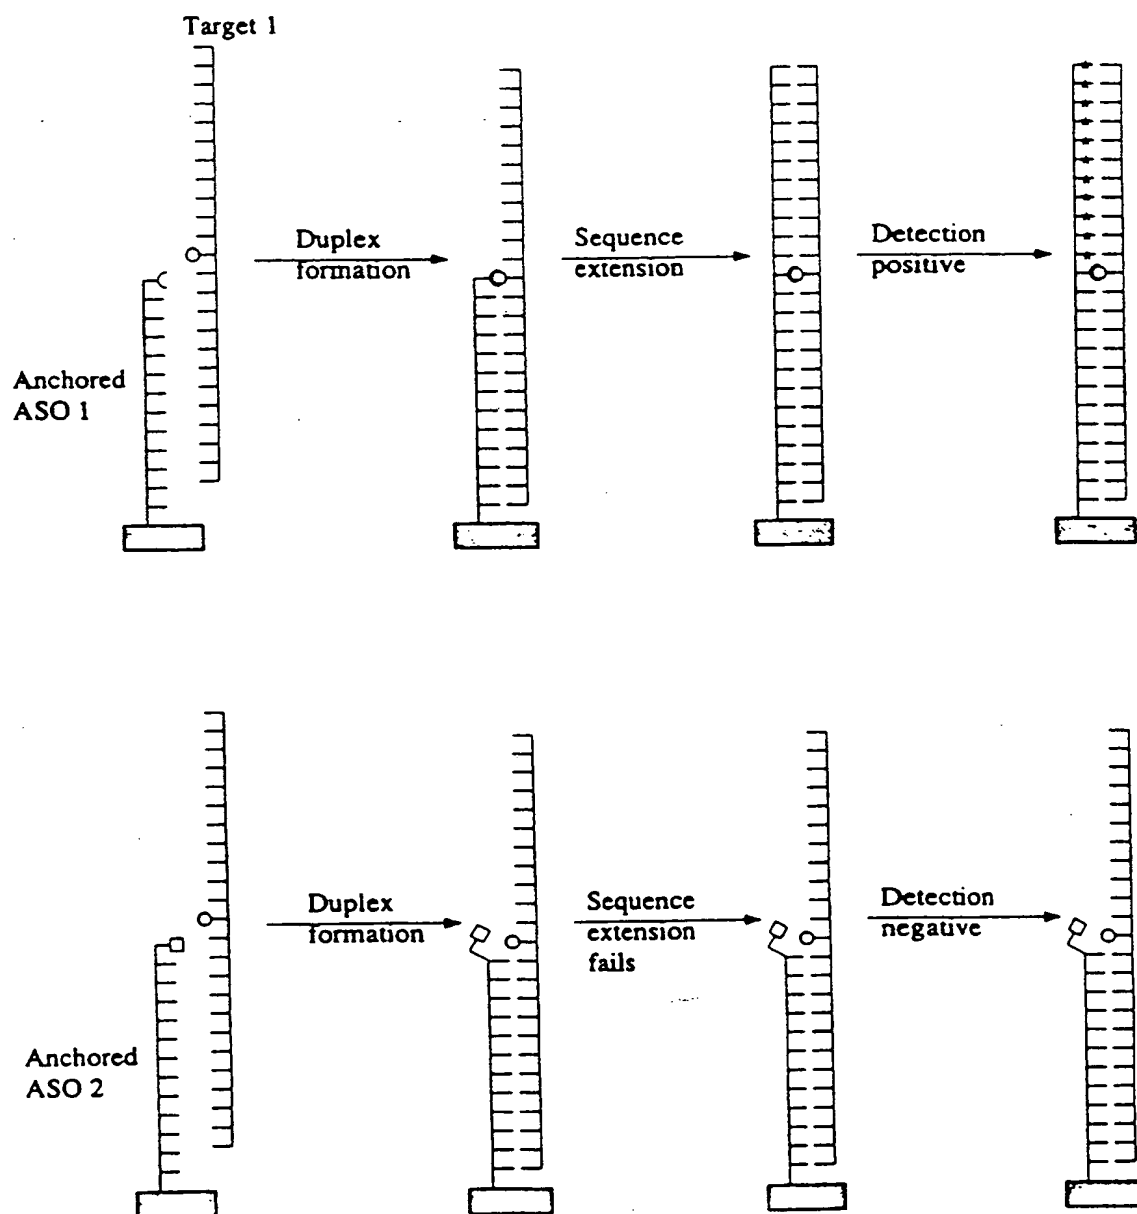 Target 1
Duplex
formation
Sequence
extension
Detection
positive
Anchored
ASO 1
Duplex
formation
Sequence
extension
fails
Detection
negative
Anchored
ASO 2